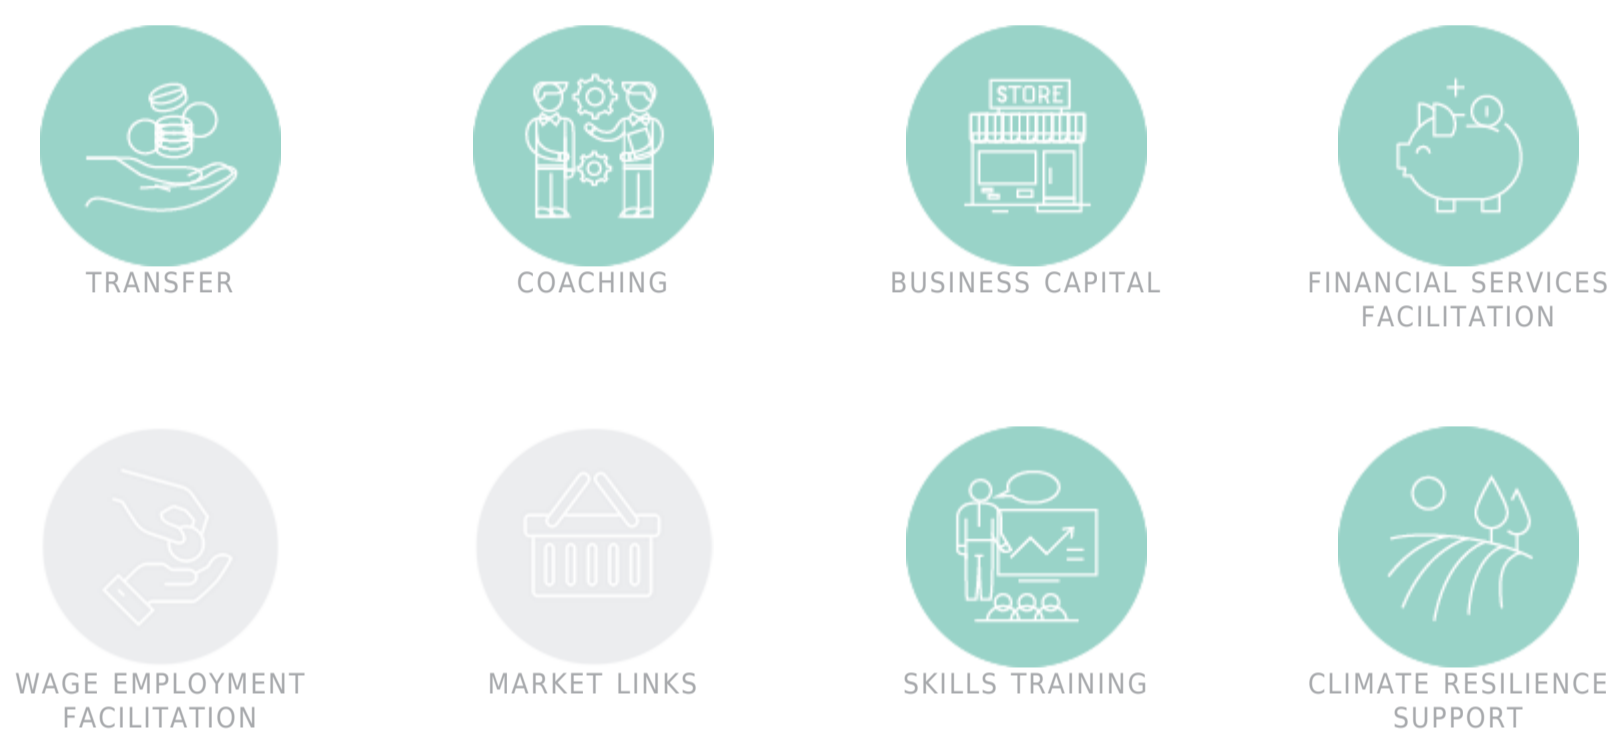 STORE
TRANSFER
COACHING
BUSINESS CAPITAL
FINANCIAL SERVICES
FACILITATION
WAGE EMPLOYMENT
FACILITATION
MARKET LINKS
SKILLS TRAINING
CLIMATE RESILIENCE
SUPPORT